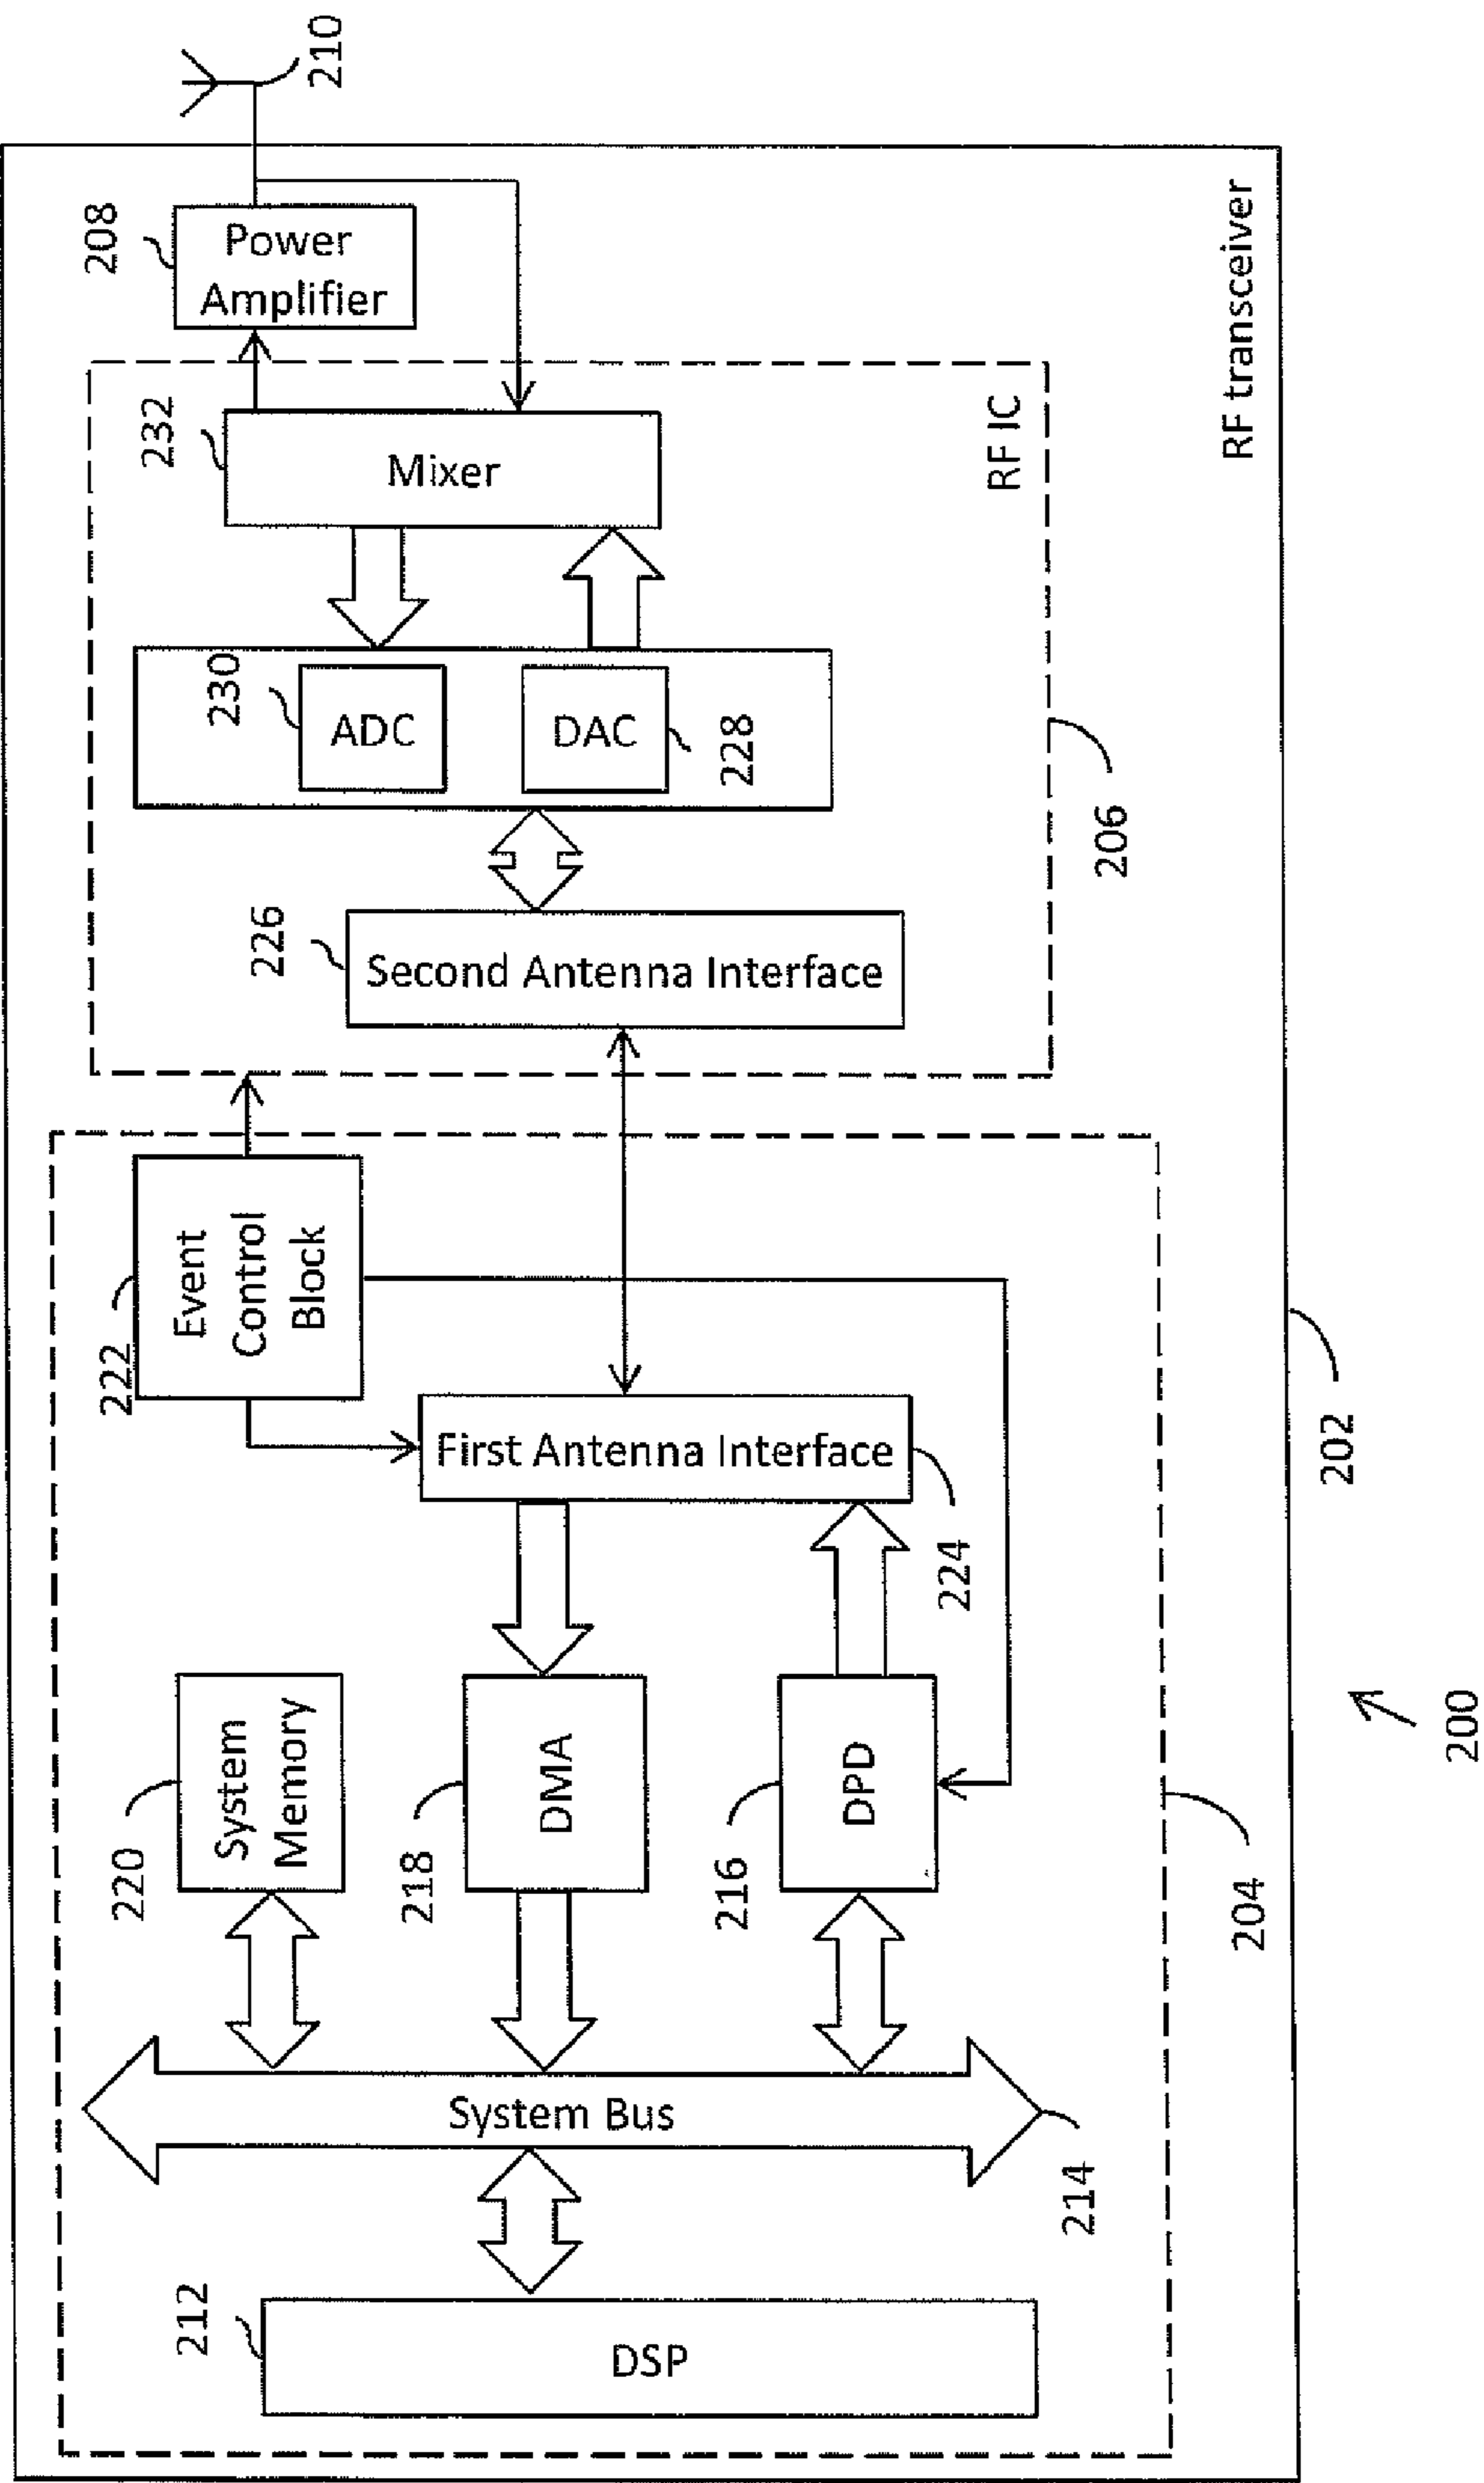 212
DSP
214
System Bus
220
System
Memory
218
DMA
216
DPD
222
Event
Control
Block
First Antenna Interface
224
204
226
Second Antenna Interface
230
ADC
DAC
228
232
Mixer
RF IC
206
208
Power
Amplifier
210
RF transceiver
202
200